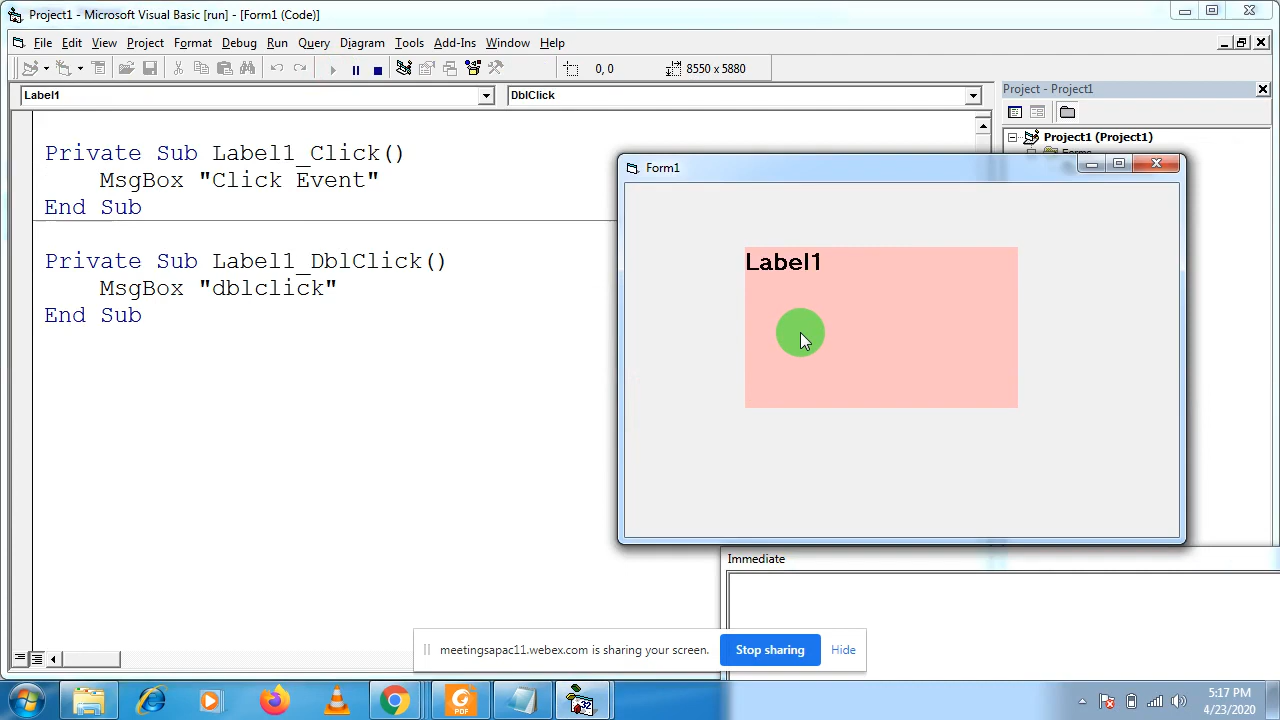 Project1 - Microsoft Visual Basic [run] - [Form1 (Code)]
File Edit View Project Format Debug Run Query Diagram Tools Add-Ins Window Help
0, 0 8550 x 5880
Label1 DblClick
Project - Project1
Project1 (Project1)
Private Sub Label1_Click()
MsgBox "Click Event"
End Sub
Private Sub Label1_DblClick()
MsgBox "dblclick"
End Sub
Form1
Label1
Immediate
meetingsapac11.webex.com is sharing your screen. Stop sharing Hide
PDF
32
5:17 PM
4/23/2020